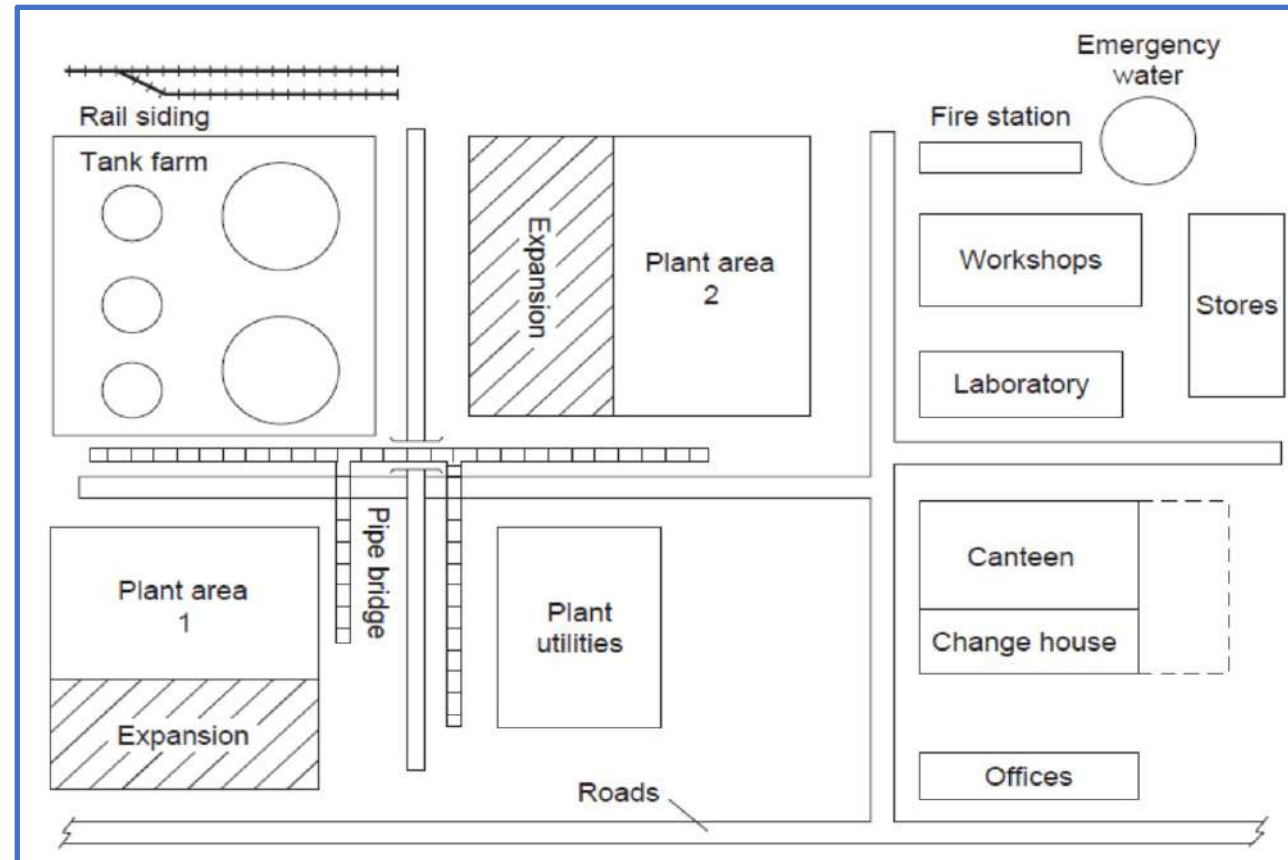 Emergency
water
Rail siding
Fire station
Tank farm
Expansion
Plant area
2
Workshops
Stores
Laboratory
Pipe bridge
Plant area
1
Plant
utilities
Canteen
Change house
Expansion
Offices
Roads